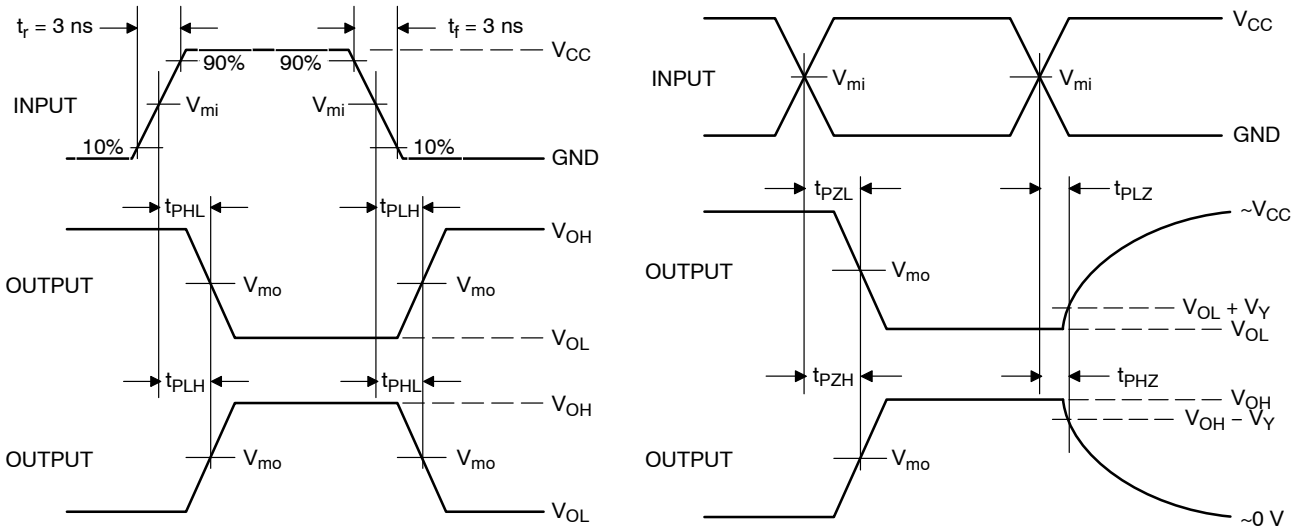 t_r = 3 ns
t_f = 3 ns
V_CC
90%
90%
INPUT
V_mi
V_mi
10%
10%
GND
t_PHL
t_PLH
V_OH
OUTPUT
V_mo
V_mo
V_OL
t_PLH
t_PHL
V_OH
OUTPUT
V_mo
V_mo
V_OL
V_CC
INPUT
V_mi
V_mi
GND
t_PZL
t_PLZ
~V_CC
OUTPUT
V_mo
V_OL + V_Y
V_OL
t_PZH
t_PHZ
V_OH
V_OH − V_Y
OUTPUT
V_mo
~0 V